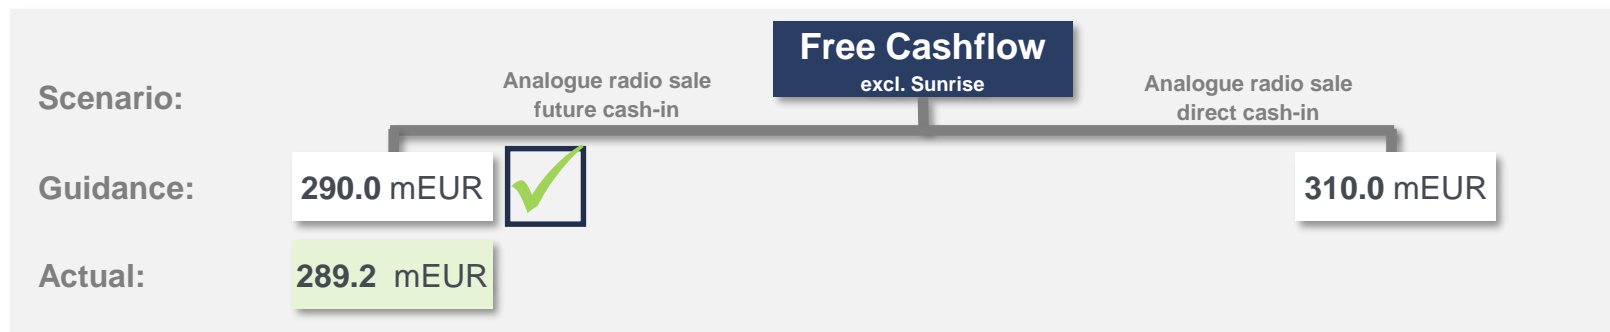 Free Cashflow
excl. Sunrise
Scenario:
Analogue radio sale
future cash-in
Analogue radio sale
direct cash-in
Guidance:
290.0 mEUR
310.0 mEUR
Actual:
289.2 mEUR